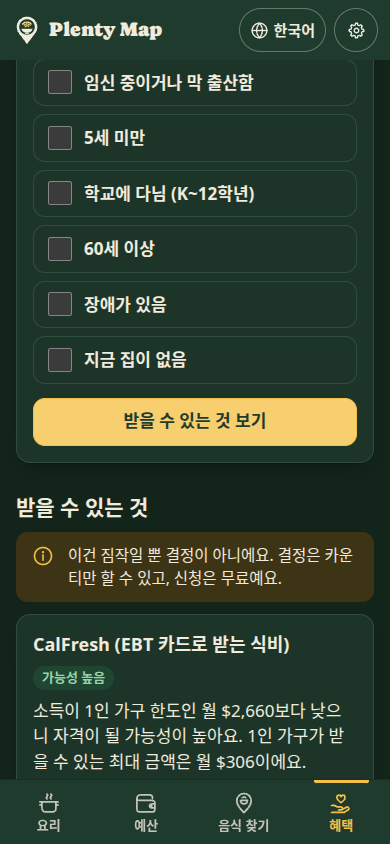 Plenty Map
한국어
임신 중이거나 막 출산함
5세 미만
학교에 다님 (K~12학년)
60세 이상
장애가 있음
지금 집이 없음
받을 수 있는 것 보기
받을 수 있는 것
이건 짐작일 뿐 결정이 아니에요. 결정은 카운
티만 할 수 있고, 신청은 무료예요.
CalFresh (EBT 카드로 받는 식비)
가능성 높음
소득이 1인 가구 한도인 월 $2,660보다 낮으
니 자격이 될 가능성이 높아요. 1인 가구가 받
을 수 있는 최대 금액은 월 $306이에요.
요리
예산
음식 찾기
혜택